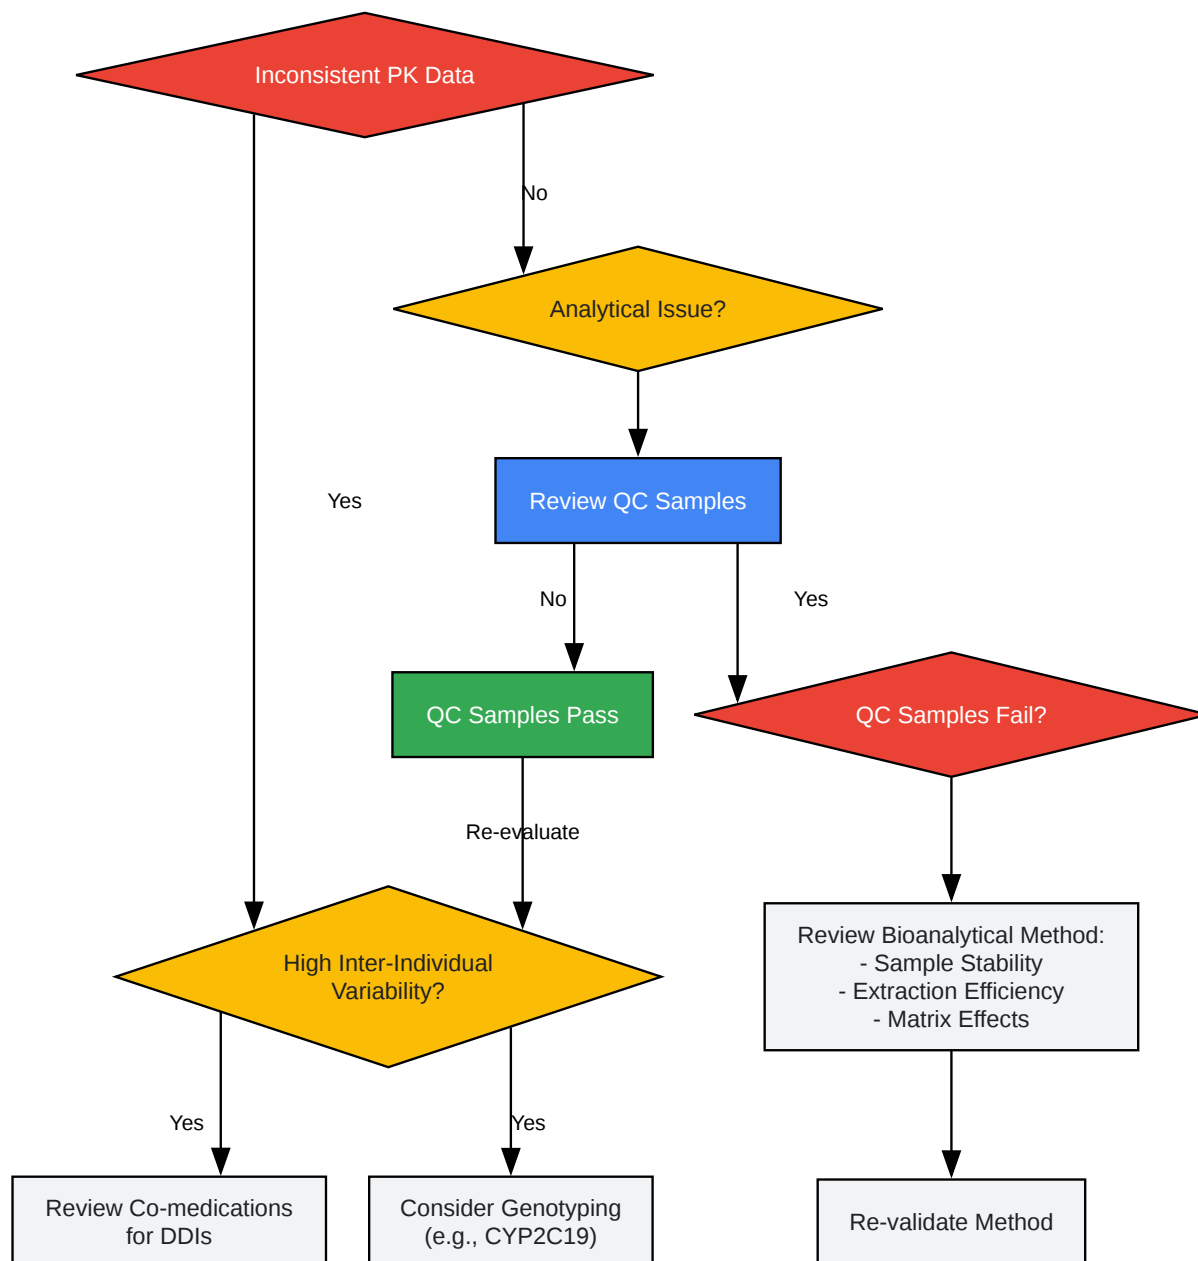 Inconsistent PK Data
No
Analytical Issue?
Yes
Review QC Samples
No
Yes
QC Samples Pass
QC Samples Fail?
Re-evaluate
High Inter-Individual
Variability?
Review Bioanalytical Method:
- Sample Stability
- Extraction Efficiency
- Matrix Effects
Yes
Yes
Review Co-medications
for DDIs
Consider Genotyping
(e.g., CYP2C19)
Re-validate Method